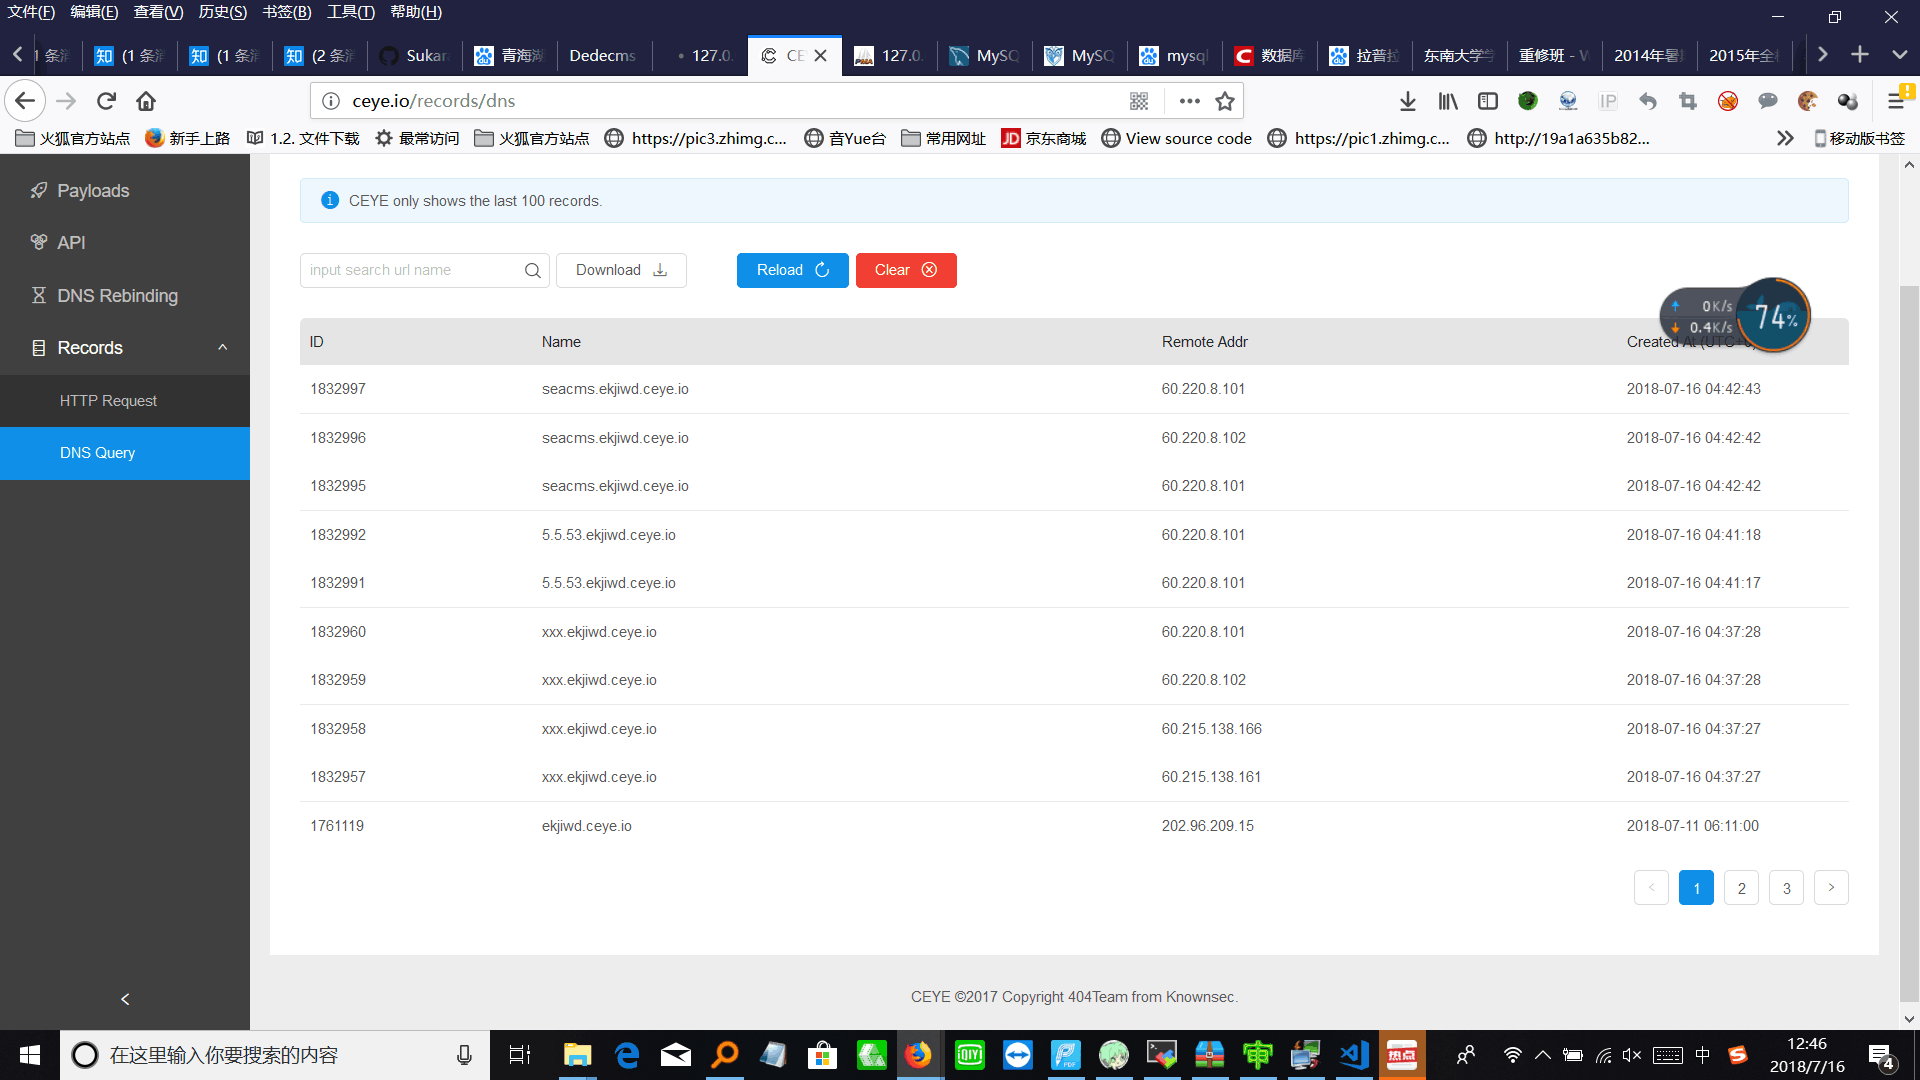 文件(F) 编辑(E) 查看(V) 历史(S) 书签(B) 工具(T) 帮助(H)
1 条消 知 (1 条消 知 (1 条消 知 (2 条消 Sukar 青海湖 Dedecms 127.0. CE 127.0. MySQ MySQ mysql 数据库 拉普拉 东南大学学 重修班 - W 2014年暑期 2015年全校
ceye.io/records/dns
火狐官方站点 新手上路 1.2. 文件下载 最常访问 火狐官方站点 https://pic3.zhimg.c... 音Yue台 常用网址 JD 京东商城 View source code https://pic1.zhimg.c... http://19a1a635b82... 移动版书签
Payloads
API
DNS Rebinding
Records
HTTP Request
DNS Query
CEYE only shows the last 100 records.
input search url name Download Reload Clear
0K/s
0.4K/s
74%
ID Name Remote Addr Created At (UTC+0)
1832997 seacms.ekjiwd.ceye.io 60.220.8.101 2018-07-16 04:42:43
1832996 seacms.ekjiwd.ceye.io 60.220.8.102 2018-07-16 04:42:42
1832995 seacms.ekjiwd.ceye.io 60.220.8.101 2018-07-16 04:42:42
1832992 5.5.53.ekjiwd.ceye.io 60.220.8.101 2018-07-16 04:41:18
1832991 5.5.53.ekjiwd.ceye.io 60.220.8.101 2018-07-16 04:41:17
1832960 xxx.ekjiwd.ceye.io 60.220.8.101 2018-07-16 04:37:28
1832959 xxx.ekjiwd.ceye.io 60.220.8.102 2018-07-16 04:37:28
1832958 xxx.ekjiwd.ceye.io 60.215.138.166 2018-07-16 04:37:27
1832957 xxx.ekjiwd.ceye.io 60.215.138.161 2018-07-16 04:37:27
1761119 ekjiwd.ceye.io 202.96.209.15 2018-07-11 06:11:00
1 2 3
CEYE ©2017 Copyright 404Team from Knownsec.
在这里输入你要搜索的内容
热点
中
12:46
2018/7/16
4